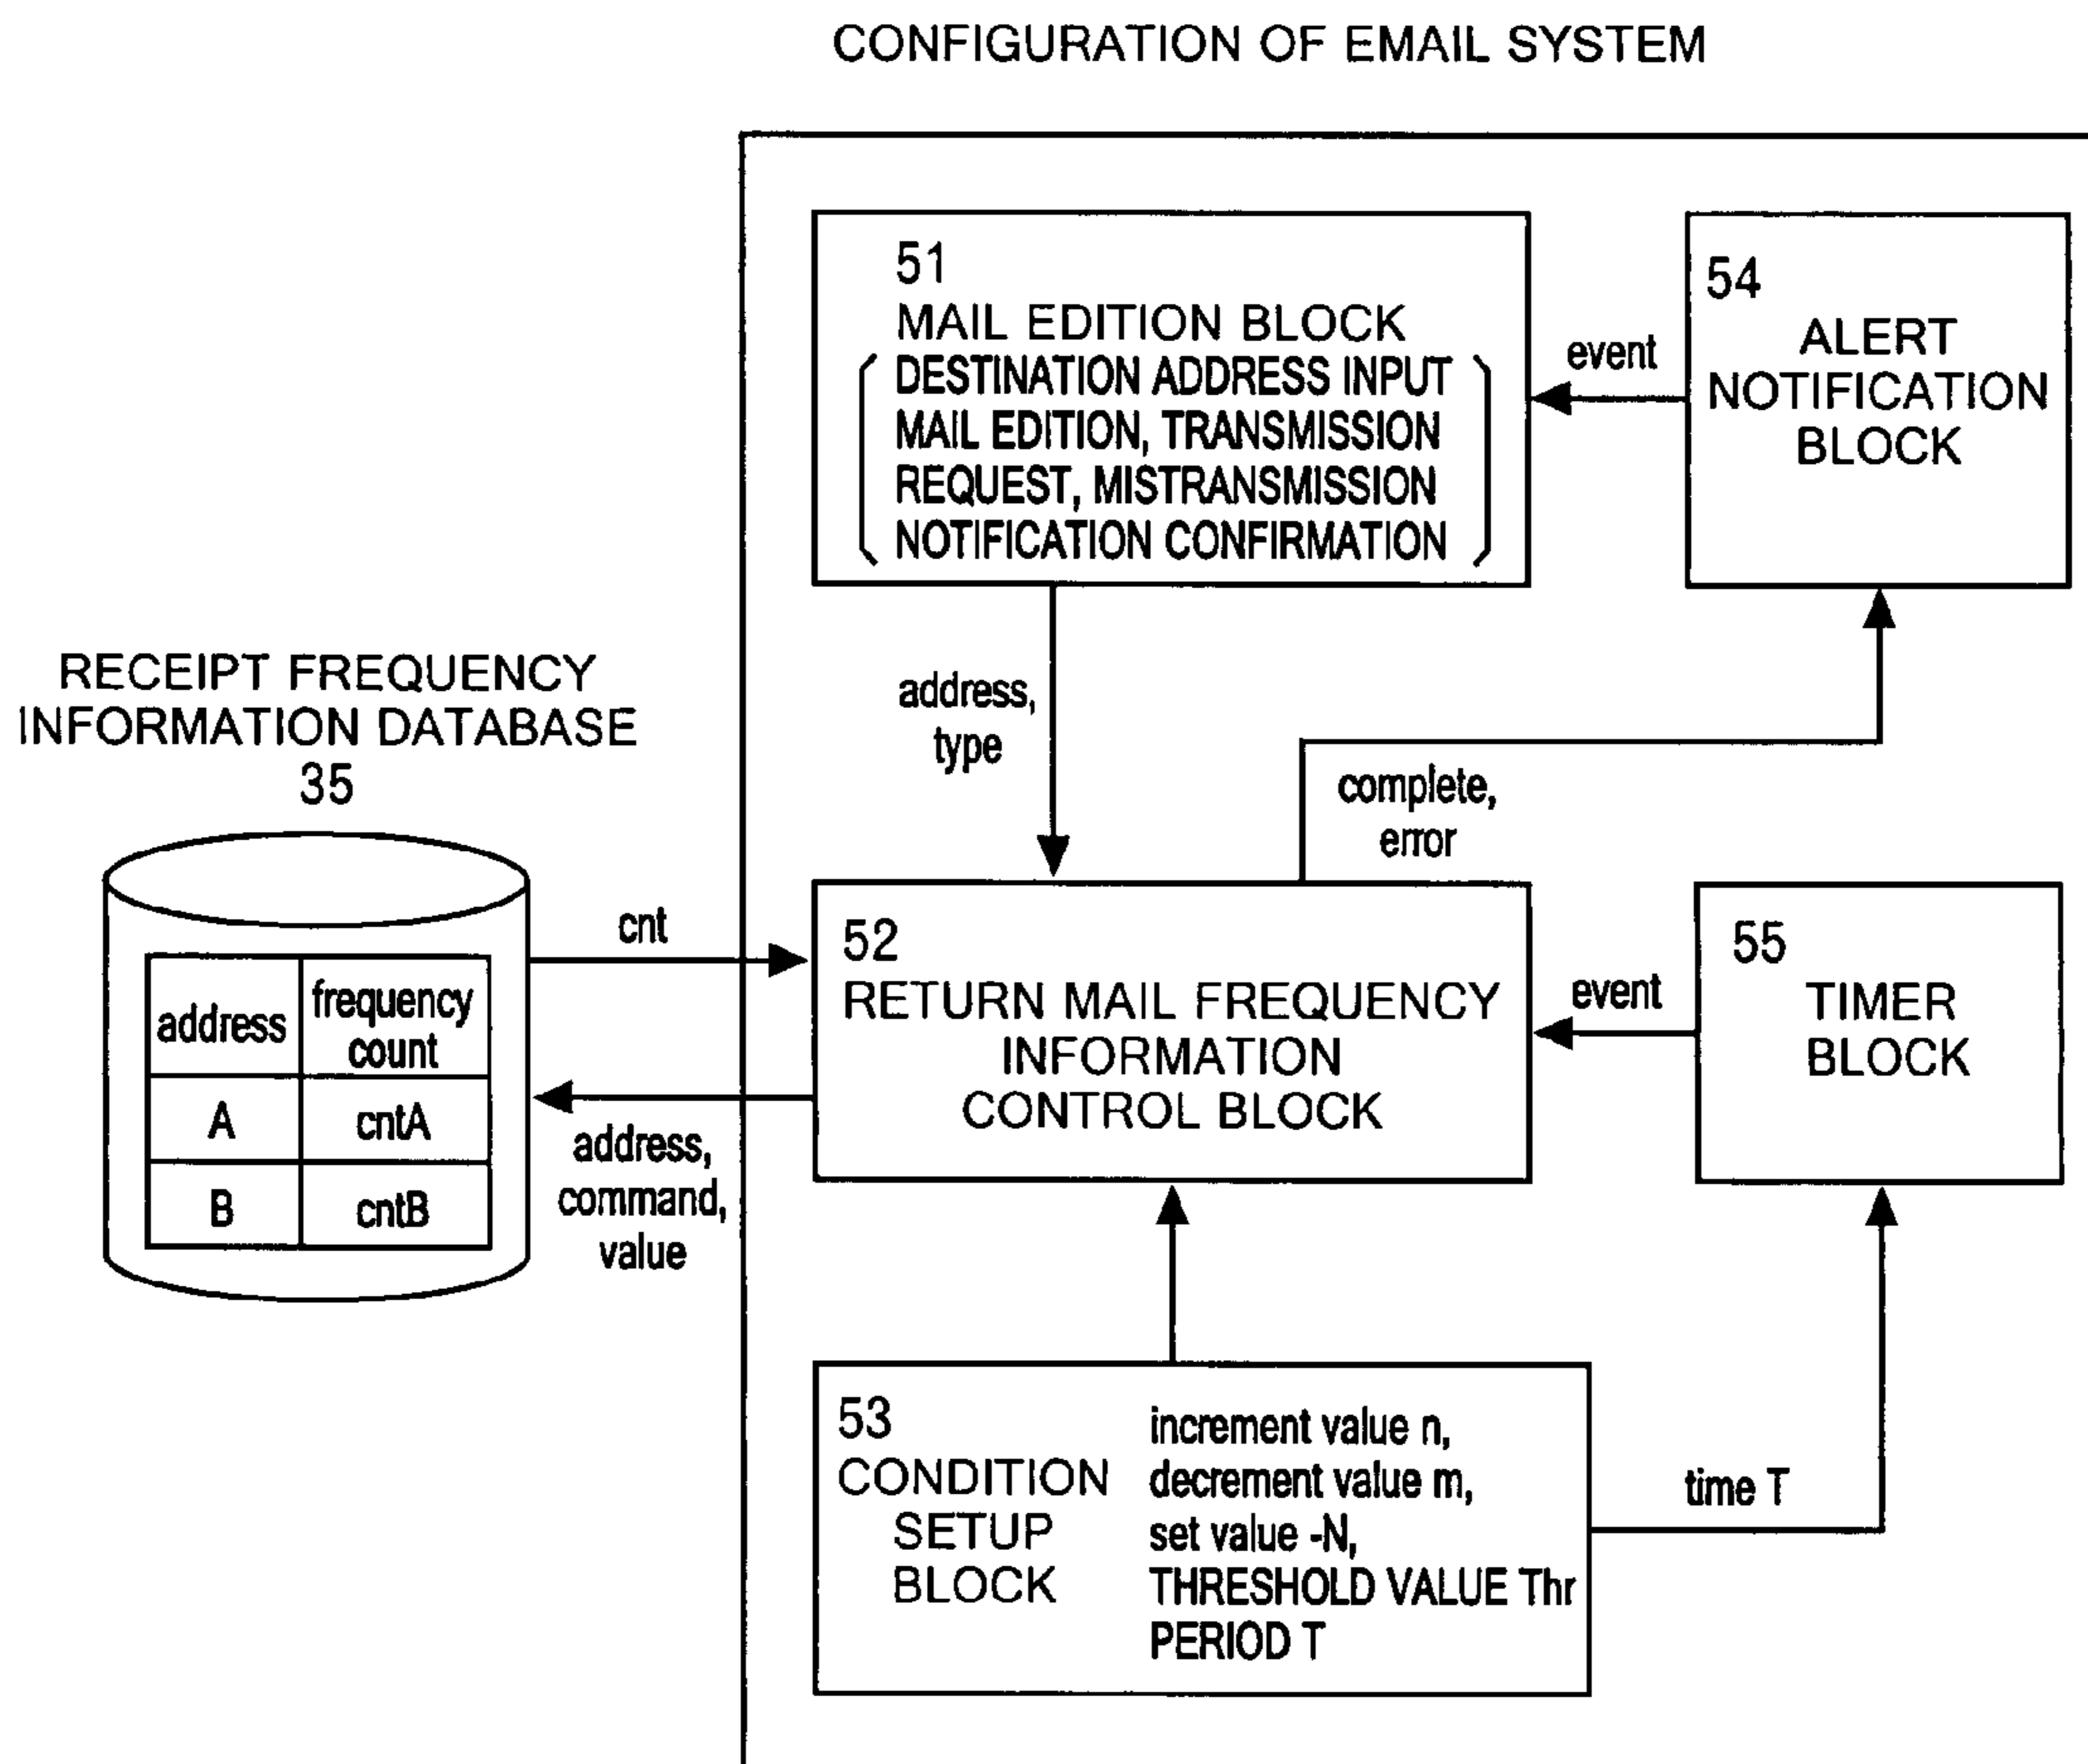 CONFIGURATION OF EMAIL SYSTEM
51
MAIL EDITION BLOCK
DESTINATION ADDRESS INPUT
MAIL EDITION, TRANSMISSION
REQUEST, MISTRANSMISSION
NOTIFICATION CONFIRMATION
event
54
ALERT
NOTIFICATION
BLOCK
RECEIPT FREQUENCY
INFORMATION DATABASE
35
address,
type
complete,
error
address
frequency
count
A
cntA
B
cntB
cnt
address,
command,
value
52
RETURN MAIL FREQUENCY
INFORMATION
CONTROL BLOCK
event
55
TIMER
BLOCK
53
CONDITION
SETUP
BLOCK
increment value n,
decrement value m,
set value -N,
THRESHOLD VALUE Thr
PERIOD T
time T